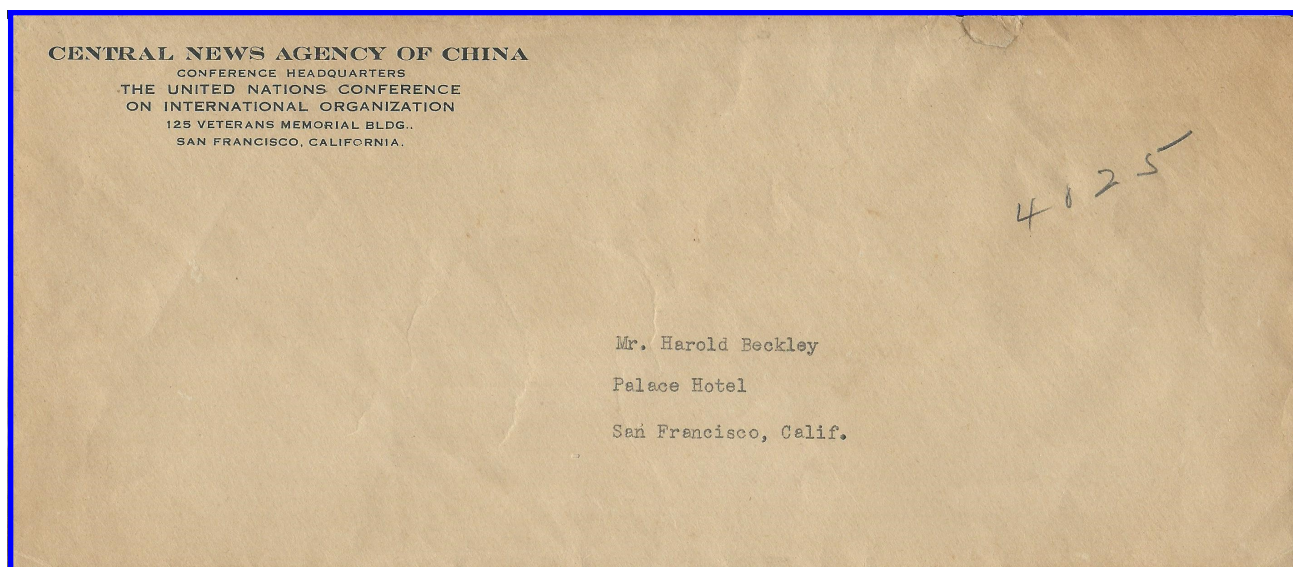 CENTRAL NEWS AGENCY OF CHINA
CONFERENCE HEADQUARTERS
THE UNITED NATIONS CONFERENCE
ON INTERNATIONAL ORGANIZATION
125 VETERANS MEMORIAL BLDG..
SAN FRANCISCO, CALIFORNIA.
4025
Mr. Harold Beckley
Palace Hotel
San Francisco, Calif.